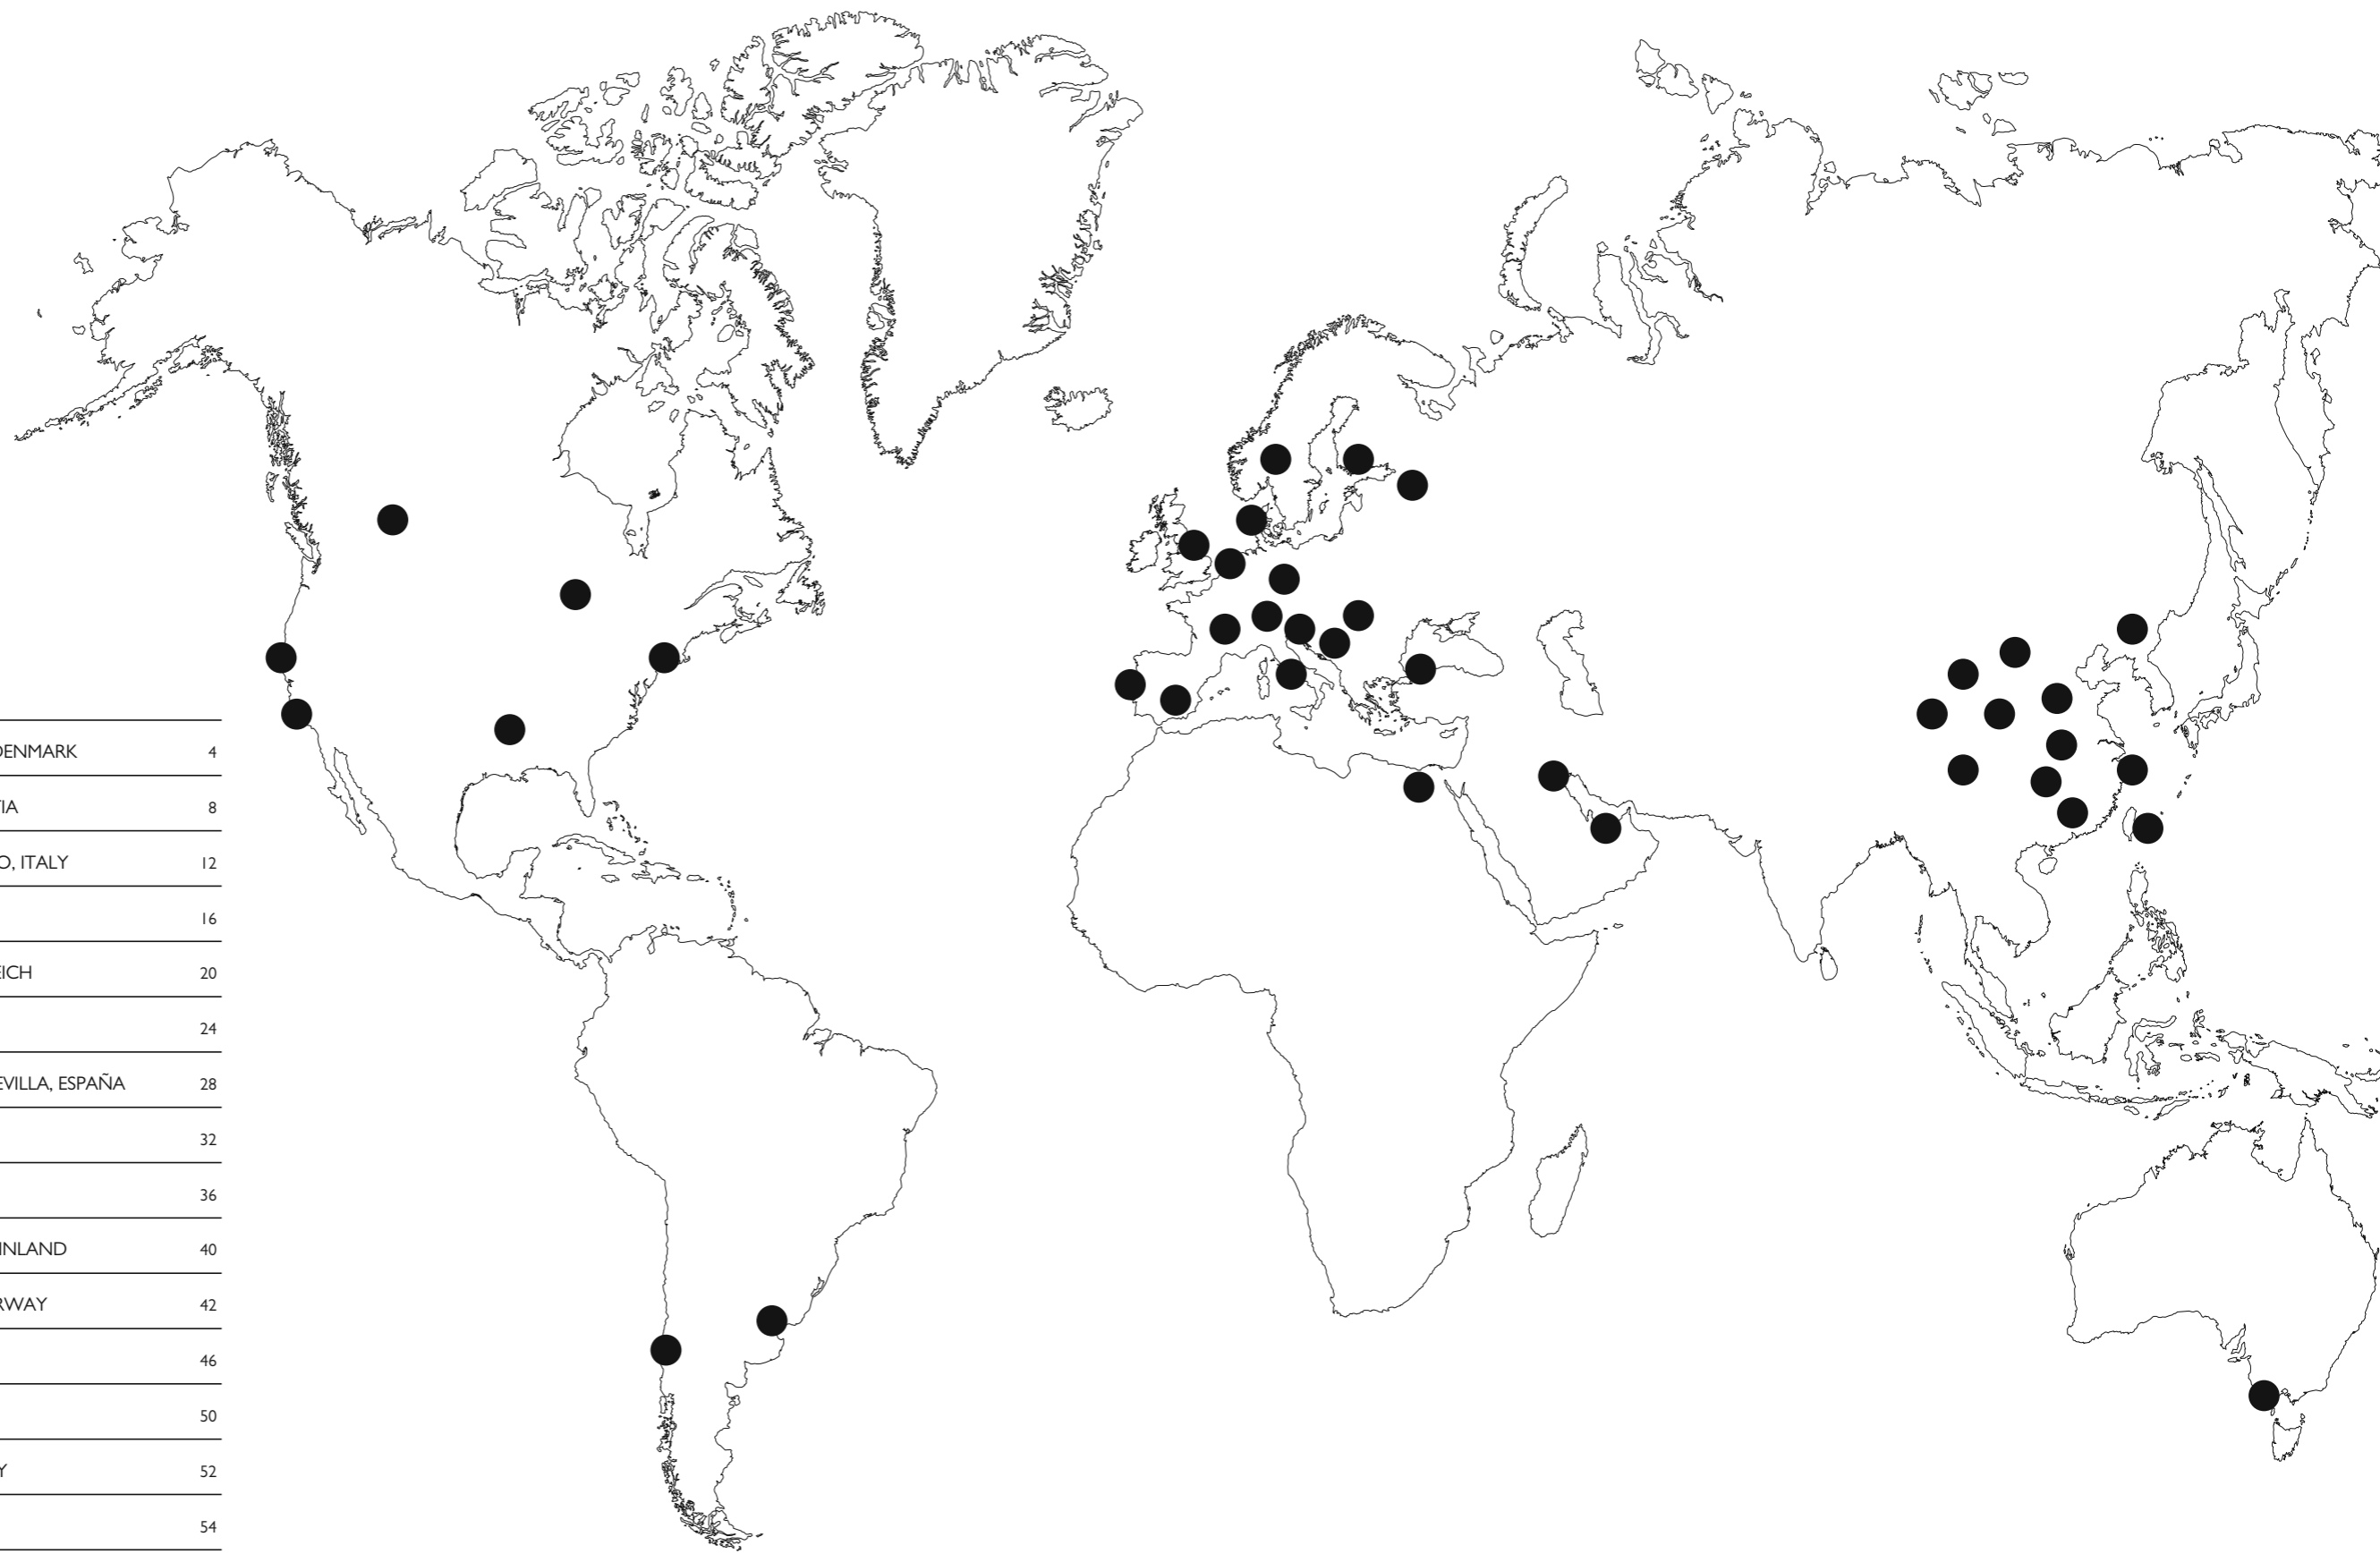 DENMARK 4
TIA 8
O, ITALY 12
16
EICH 20
24
EVILLA, ESPAÑA 28
32
36
INLAND 40
RWAY 42
46
50
Y 52
54